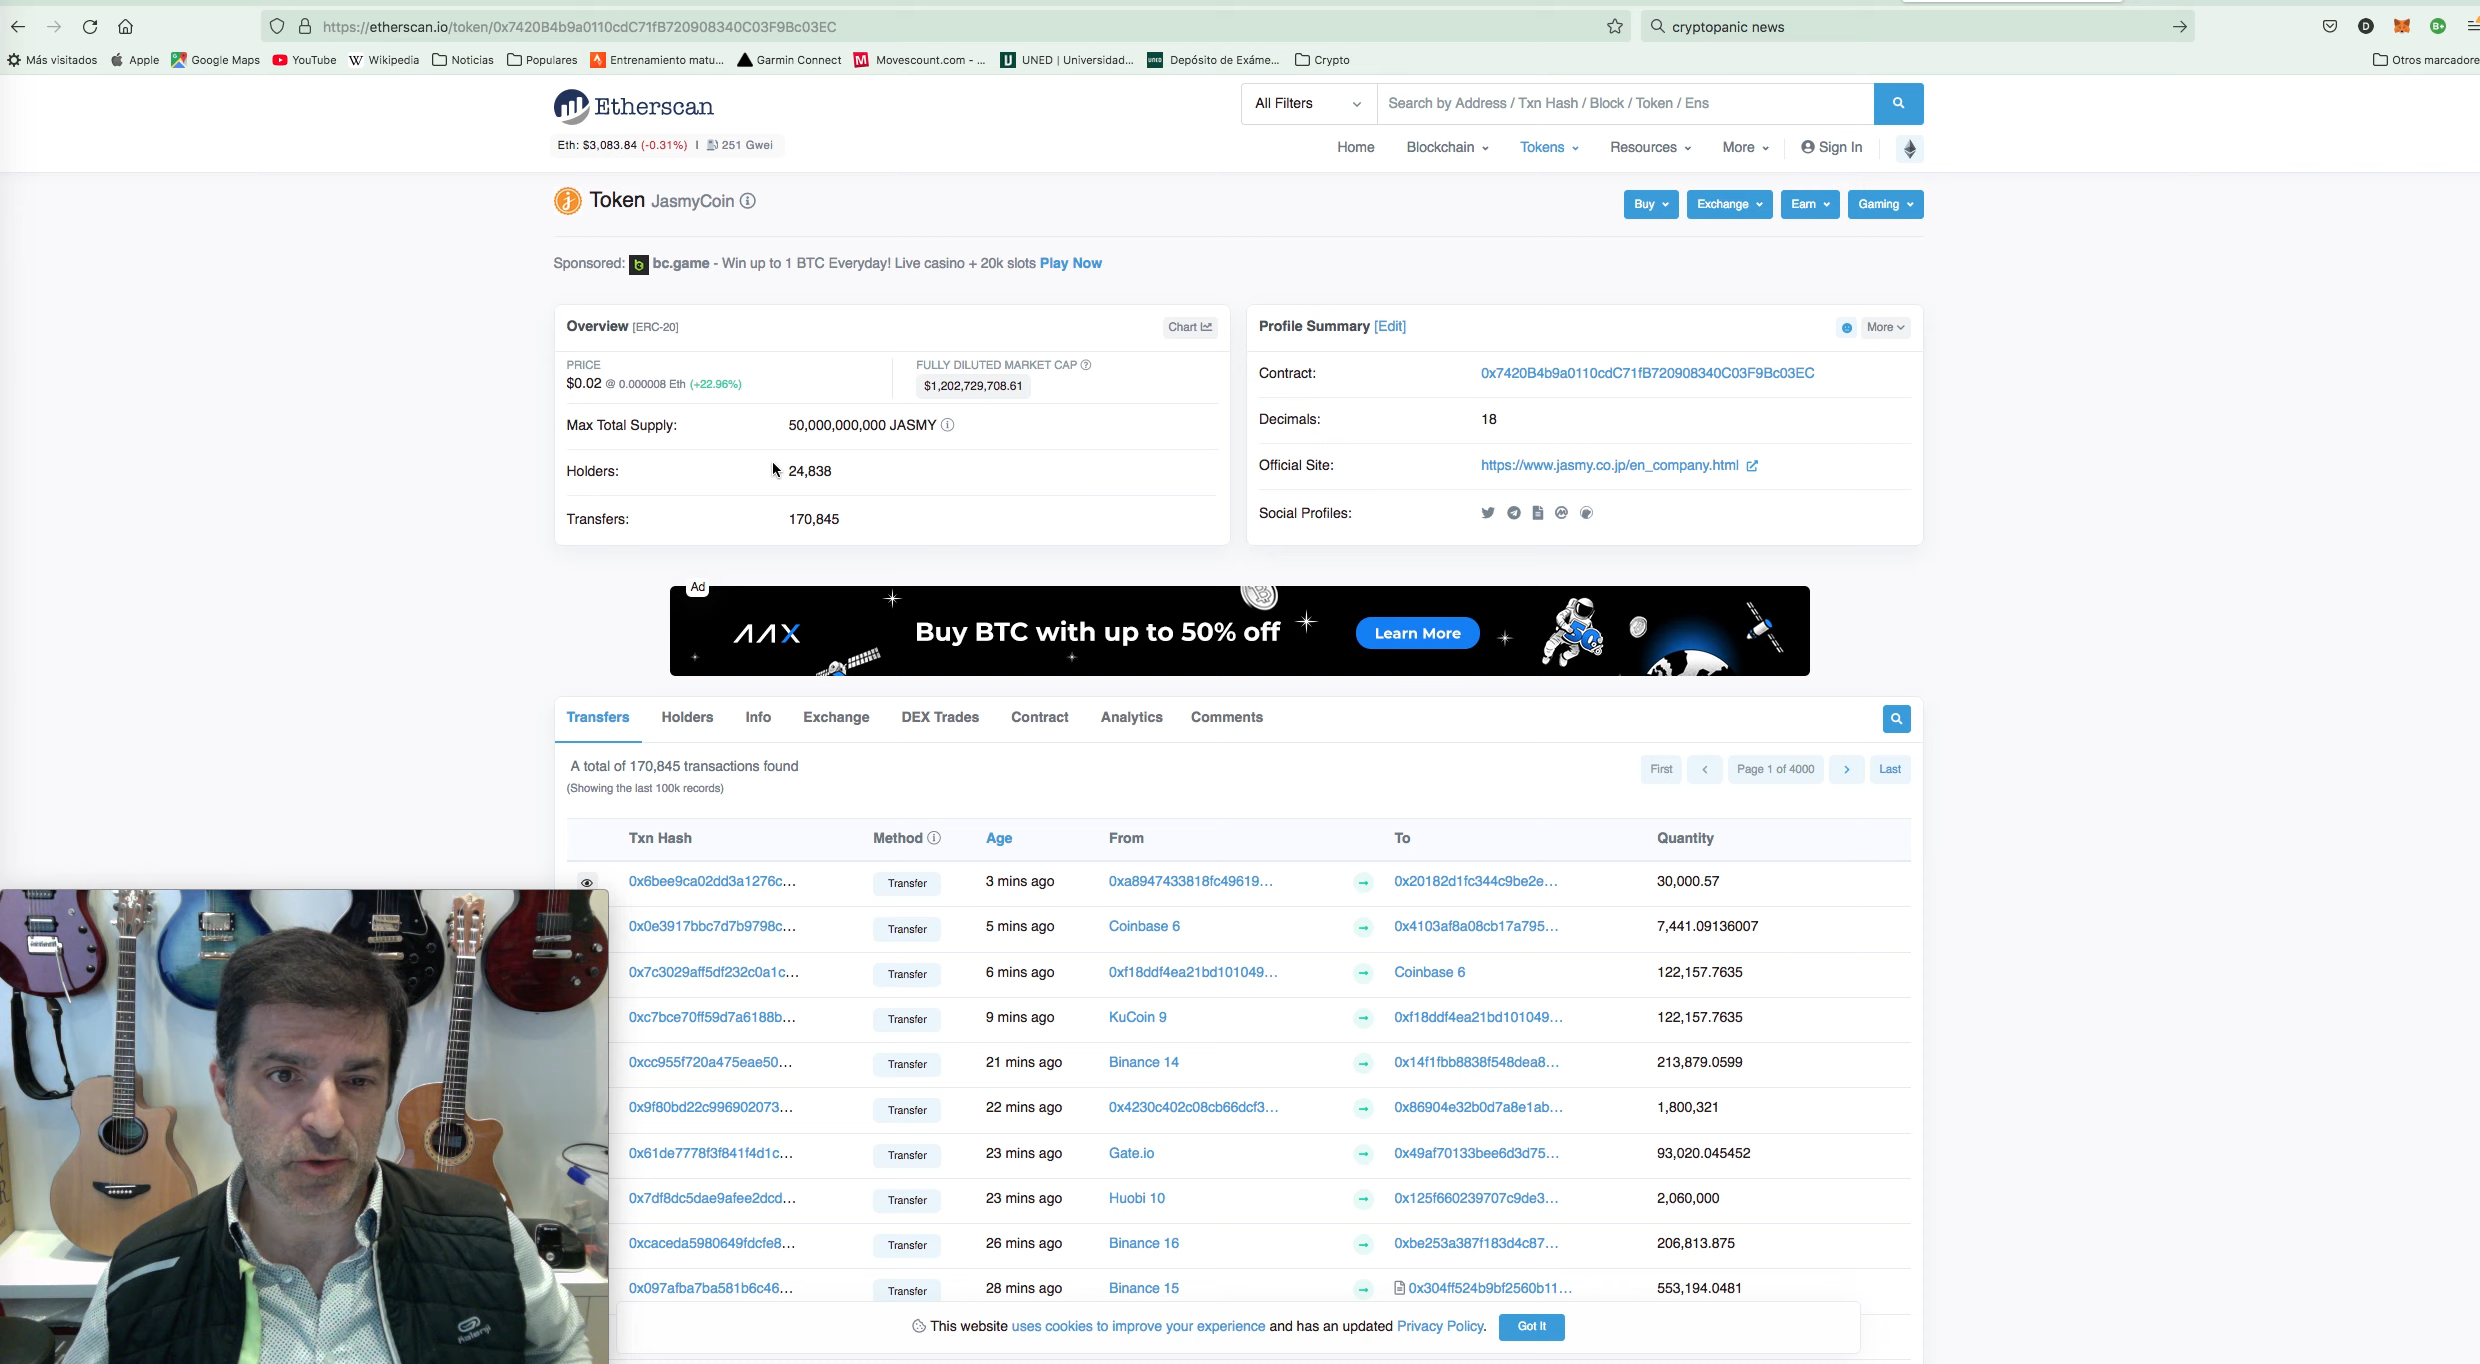 https://etherscan.io/token/0x7420B4b9a0110cdC71fB720908340C03F9Bc03EC
cryptopanic news
D
B+
Más visitados Apple Google Maps YouTube Wikipedia Noticias Populares Entrenamiento matu... Garmin Connect Movescount.com - ... UNED | Universidad... Depósito de Exáme... Crypto Otros marcadore
Etherscan
All Filters Search by Address / Txn Hash / Block / Token / Ens
Eth: $3,083.84 (-0.31%) | 251 Gwei
Home Blockchain Tokens Resources More Sign In
Token JasmyCoin
Buy Exchange Earn Gaming
Sponsored: bc.game - Win up to 1 BTC Everyday! Live casino + 20k slots Play Now
Overview [ERC-20] Chart
PRICE
$0.02 @ 0.000008 Eth (+22.96%)
FULLY DILUTED MARKET CAP
$1,202,729,708.61
Max Total Supply: 50,000,000,000 JASMY
Holders: 24,838
Transfers: 170,845
Profile Summary [Edit] More
Contract: 0x7420B4b9a0110cdC71fB720908340C03F9Bc03EC
Decimals: 18
Official Site: https://www.jasmy.co.jp/en_company.html
Social Profiles:
Ad
AAX Buy BTC with up to 50% off Learn More
Transfers Holders Info Exchange DEX Trades Contract Analytics Comments
A total of 170,845 transactions found
(Showing the last 100k records)
First Page 1 of 4000 Last
Txn Hash Method Age From To Quantity
0x6bee9ca02dd3a1276c... Transfer 3 mins ago 0xa8947433818fc49619... 0x20182d1fc344c9be2e... 30,000.57
0x0e3917bbc7d7b9798c... Transfer 5 mins ago Coinbase 6 0x4103af8a08cb17a795... 7,441.09136007
0x7c3029aff5df232c0a1c... Transfer 6 mins ago 0xf18ddf4ea21bd101049... Coinbase 6 122,157.7635
0xc7bce70ff59d7a6188b... Transfer 9 mins ago KuCoin 9 0xf18ddf4ea21bd101049... 122,157.7635
0xcc955f720a475eae50... Transfer 21 mins ago Binance 14 0x14f1fbb8838f548dea8... 213,879.0599
0x9f80bd22c996902073... Transfer 22 mins ago 0x4230c402c08cb66dcf3... 0x86904e32b0d7a8e1ab... 1,800,321
0x61de7778f3f841f4d1c... Transfer 23 mins ago Gate.io 0x49af70133bee6d3d75... 93,020.045452
0x7df8dc5dae9afee2dcd... Transfer 23 mins ago Huobi 10 0x125f660239707c9de3... 2,060,000
0xcaceda5980649fdcfe8... Transfer 26 mins ago Binance 16 0xbe253a387f183d4c87... 206,813.875
0x097afba7ba581b6c46... Transfer 28 mins ago Binance 15 0x304ff524b9bf2560b11... 553,194.0481
This website uses cookies to improve your experience and has an updated Privacy Policy. Got It
Kalenji